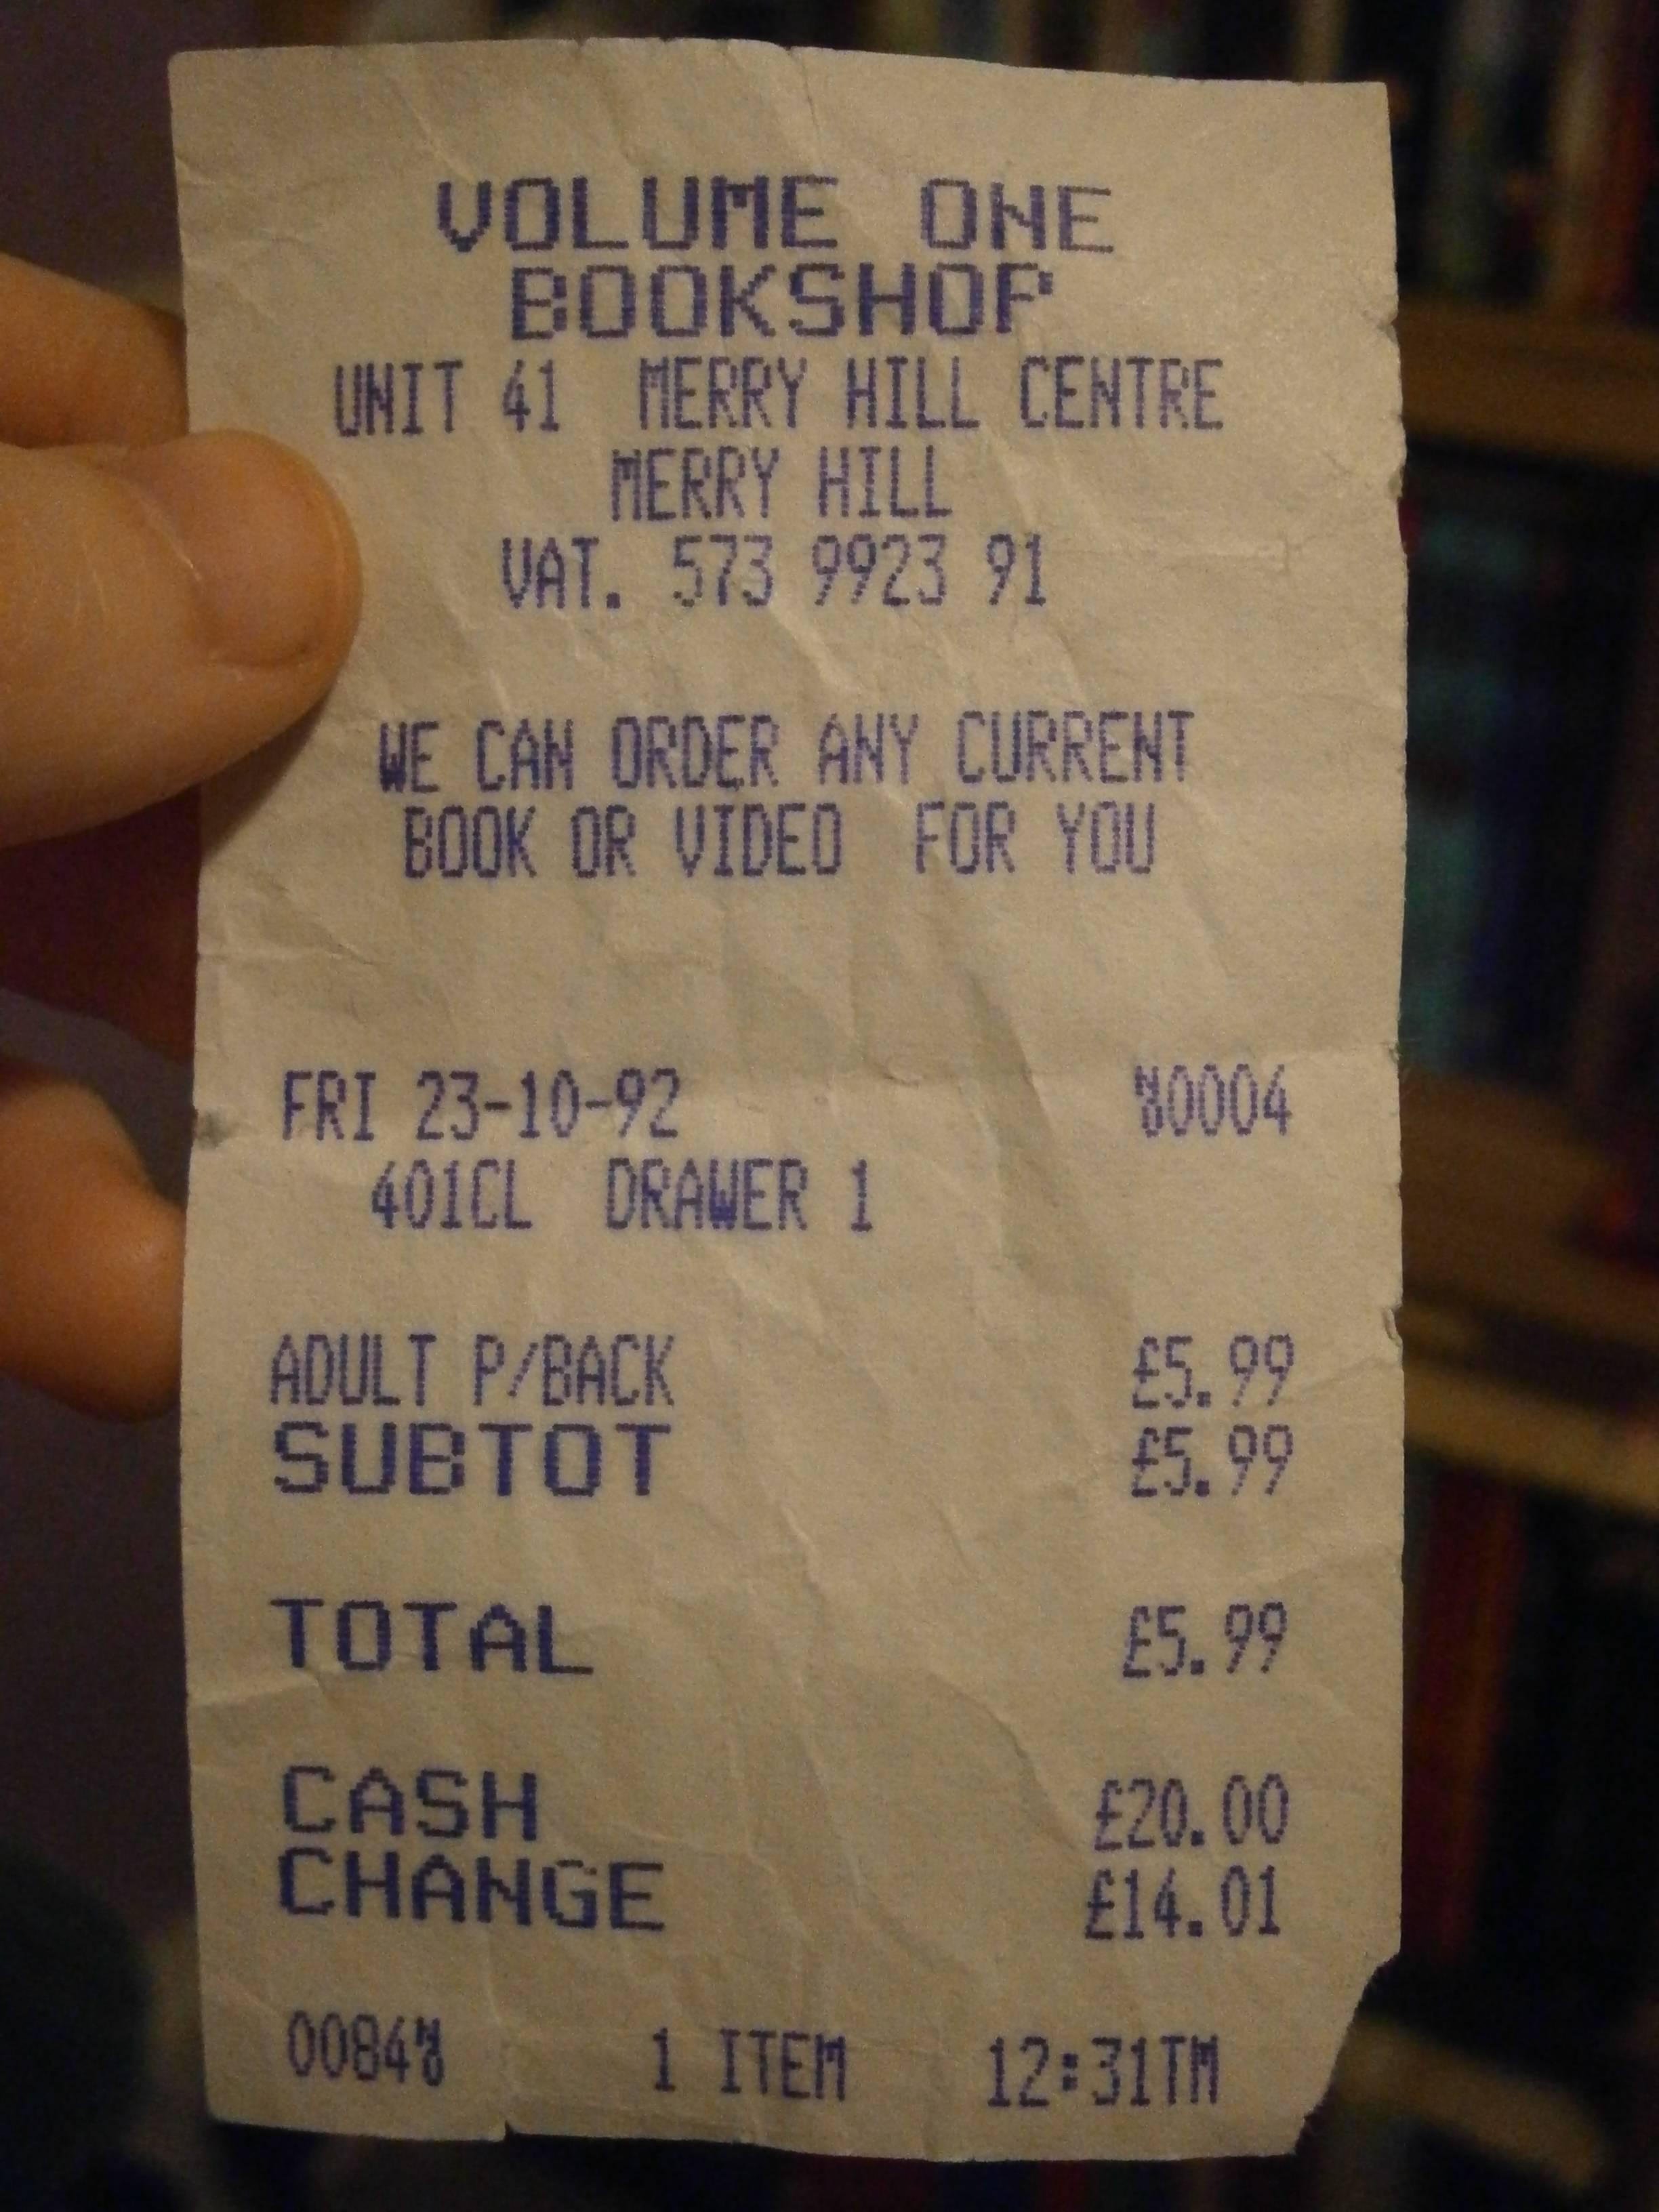 VOLUME ONE
BOOKSHOP
UNIT 41 MERRY HILL CENTRE
MERRY HILL
VAT. 573 9923 91
WE CAN ORDER ANY CURRENT
BOOK OR VIDEO FOR YOU
FRI 23-10-92 №0004
401CL DRAWER 1
ADULT P/BACK £5.99
SUBTOT £5.99
TOTAL £5.99
CASH £20.00
CHANGE £14.01
0084№ 1 ITEM 12:31TM